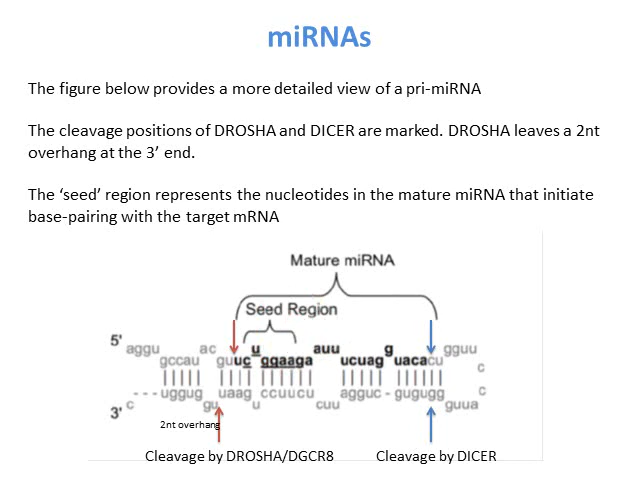 miRNAs
The figure below provides a more detailed view of a pri-miRNA
The cleavage positions of DROSHA and DICER are marked. DROSHA leaves a 2nt
overhang at the 3’ end.
The ‘seed’ region represents the nucleotides in the mature miRNA that initiate
base-pairing with the target mRNA
Mature miRNA
Seed Region
5'
aggu ac u auu g gguu
gccau guuc ggaaga ucuag uacacu c
---uggug uaag ccuucu agguc - gugugg c
3' c gu u cuu guua
2nt overhang
Cleavage by DROSHA/DGCR8 Cleavage by DICER